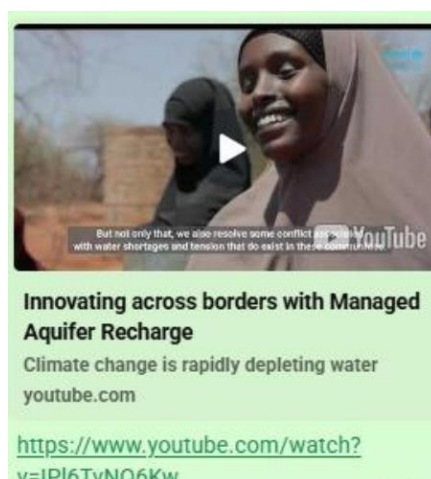 But not only that, we also resolve some conflict
with water shortages and tension that do exist in these
YouTube
Innovating across borders with Managed
Aquifer Recharge
Climate change is rapidly depleting water
youtube.com
https://www.youtube.com/watch?